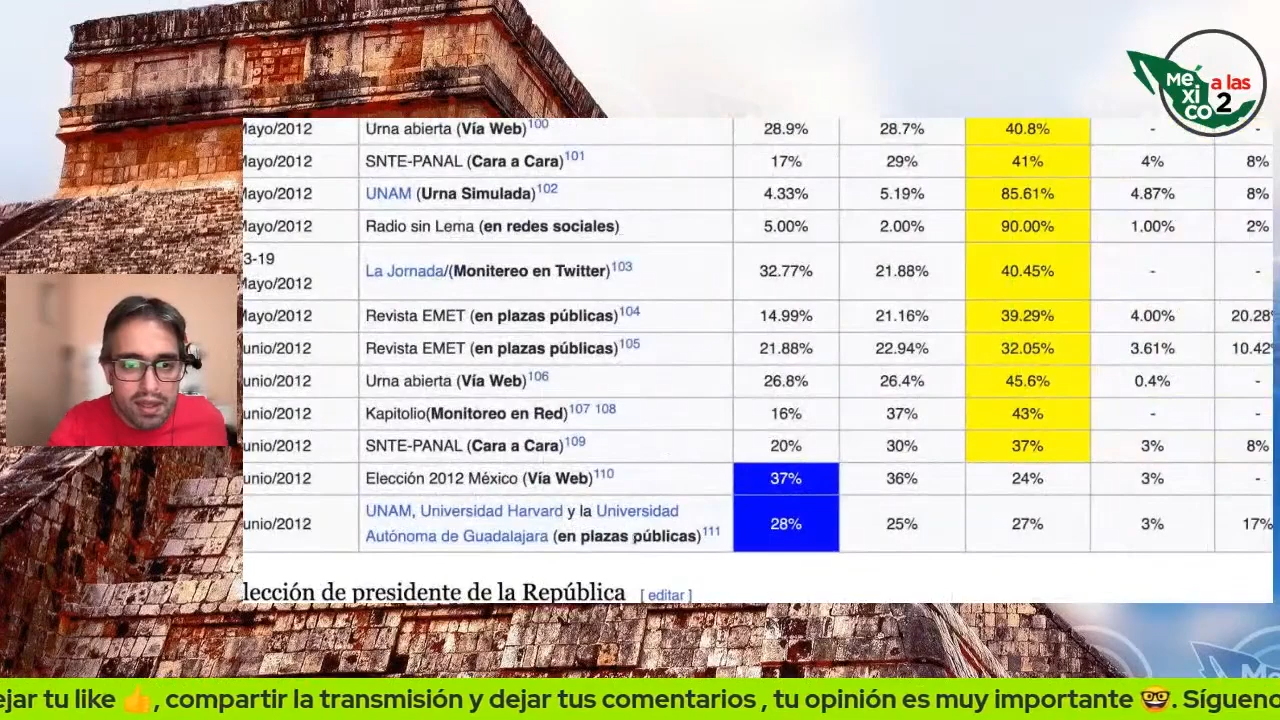 Mé
xi
co
a las
2
Mayo/2012 Urna abierta (Vía Web)100 28.9% 28.7% 40.8% - -
Mayo/2012 SNTE-PANAL (Cara a Cara)101 17% 29% 41% 4% 8%
Mayo/2012 UNAM (Urna Simulada)102 4.33% 5.19% 85.61% 4.87% 8%
Mayo/2012 Radio sin Lema (en redes sociales) 5.00% 2.00% 90.00% 1.00% 2%
3-19
Mayo/2012 La Jornada/(Monitereo en Twitter)103 32.77% 21.88% 40.45% - -
Mayo/2012 Revista EMET (en plazas públicas)104 14.99% 21.16% 39.29% 4.00% 20.28%
unio/2012 Revista EMET (en plazas públicas)105 21.88% 22.94% 32.05% 3.61% 10.42%
unio/2012 Urna abierta (Vía Web)106 26.8% 26.4% 45.6% 0.4% -
unio/2012 Kapitolio(Monitoreo en Red)107 108 16% 37% 43% - -
unio/2012 SNTE-PANAL (Cara a Cara)109 20% 30% 37% 3% 8%
unio/2012 Elección 2012 México (Vía Web)110 37% 36% 24% 3% -
UNAM, Universidad Harvard y la Universidad
unio/2012 Autónoma de Guadalajara (en plazas públicas)111 28% 25% 27% 3% 17%
lección de presidente de la República [ editar ]
ejar tu like 👍, compartir la transmisión y dejar tus comentarios , tu opinión es muy importante 🤓. Síguenos